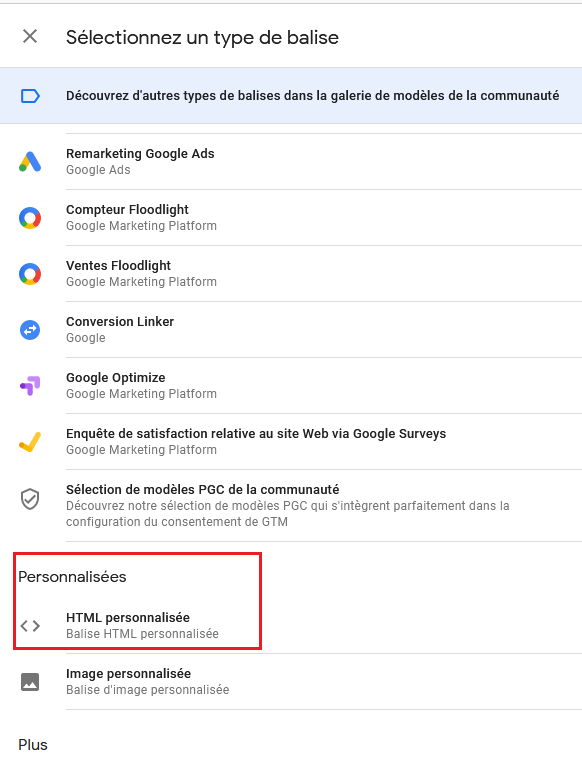 Sélectionnez un type de balise
Découvrez d'autres types de balises dans la galerie de modèles de la communauté
Remarketing Google Ads
Google Ads
Compteur Floodlight
Google Marketing Platform
Ventes Floodlight
Google Marketing Platform
Conversion Linker
Google
Google Optimize
Google Marketing Platform
Enquête de satisfaction relative au site Web via Google Surveys
Google Marketing Platform
Sélection de modèles PGC de la communauté
Découvrez notre sélection de modèles PGC qui s'intègrent parfaitement dans la
configuration du consentement de GTM
Personnalisées
HTML personnalisée
Balise HTML personnalisée
Image personnalisée
Balise d'image personnalisée
Plus